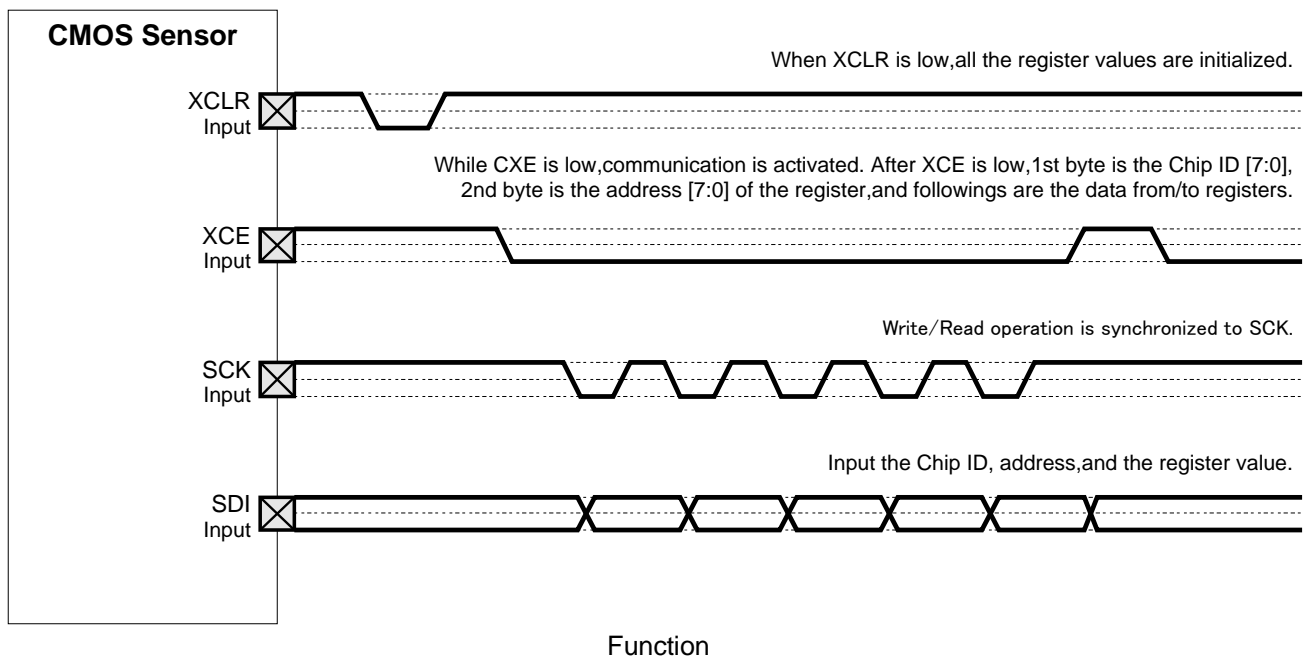 CMOS Sensor
When XCLR is low,all the register values are initialized.
XCLR
Input
While CXE is low,communication is activated. After XCE is low,1st byte is the Chip ID [7:0],
2nd byte is the address [7:0] of the register,and followings are the data from/to registers.
XCE
Input
Write/Read operation is synchronized to SCK.
SCK
Input
Input the Chip ID, address,and the register value.
SDI
Input
Function